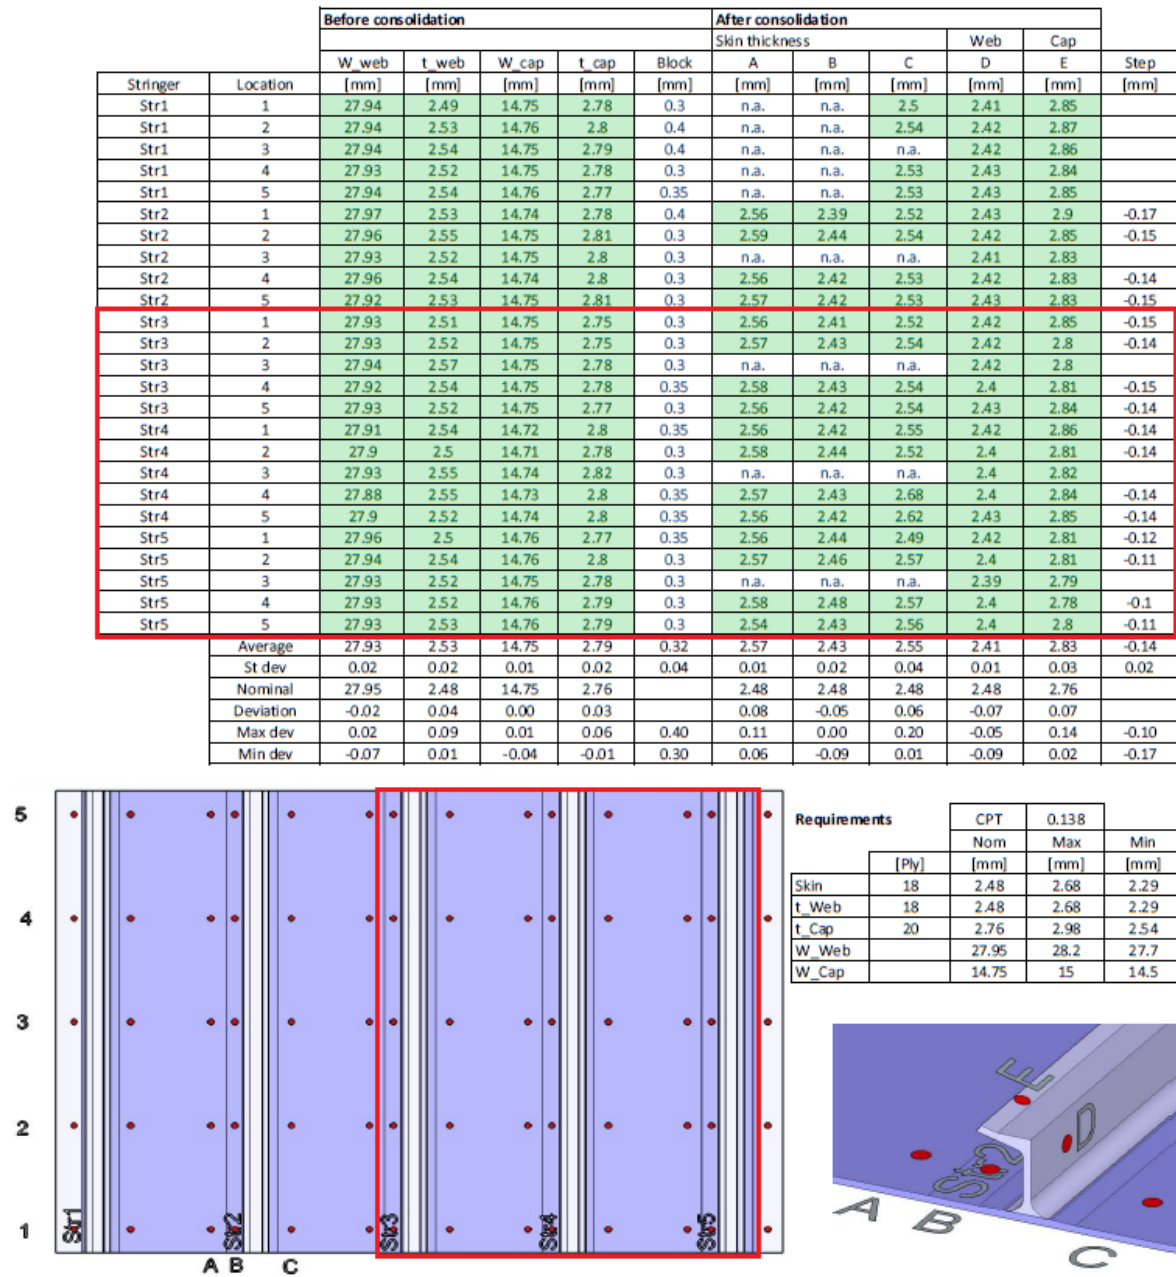 Before consolidation After consolidation
Skin thickness Web Cap
W_web t_web W_cap t_cap Block A B C D E Step
Stringer Location [mm] [mm] [mm] [mm] [mm] [mm] [mm] [mm] [mm] [mm] [mm]
Str1 1 27.94 2.49 14.75 2.78 0.3 n.a. n.a. 2.5 2.41 2.85
Str1 2 27.94 2.53 14.76 2.8 0.4 n.a. n.a. 2.54 2.42 2.87
Str1 3 27.94 2.54 14.75 2.79 0.4 n.a. n.a. n.a. 2.42 2.86
Str1 4 27.93 2.52 14.75 2.78 0.3 n.a. n.a. 2.53 2.43 2.84
Str1 5 27.94 2.54 14.76 2.77 0.35 n.a. n.a. 2.53 2.43 2.85
Str2 1 27.97 2.53 14.74 2.78 0.4 2.56 2.39 2.52 2.43 2.9 -0.17
Str2 2 27.96 2.55 14.75 2.81 0.3 2.59 2.44 2.54 2.42 2.85 -0.15
Str2 3 27.93 2.52 14.75 2.8 0.3 n.a. n.a. n.a. 2.41 2.83
Str2 4 27.96 2.54 14.74 2.8 0.3 2.56 2.42 2.53 2.42 2.83 -0.14
Str2 5 27.92 2.53 14.75 2.81 0.3 2.57 2.42 2.53 2.43 2.83 -0.15
Str3 1 27.93 2.51 14.75 2.75 0.3 2.56 2.41 2.52 2.42 2.85 -0.15
Str3 2 27.93 2.52 14.75 2.75 0.3 2.57 2.43 2.54 2.42 2.8 -0.14
Str3 3 27.94 2.57 14.75 2.78 0.3 n.a. n.a. n.a. 2.42 2.8
Str3 4 27.92 2.54 14.75 2.78 0.35 2.58 2.43 2.54 2.4 2.81 -0.15
Str3 5 27.93 2.52 14.75 2.77 0.3 2.56 2.42 2.54 2.43 2.84 -0.14
Str4 1 27.91 2.54 14.72 2.8 0.35 2.56 2.42 2.55 2.42 2.86 -0.14
Str4 2 27.9 2.5 14.71 2.78 0.3 2.58 2.44 2.52 2.4 2.81 -0.14
Str4 3 27.93 2.55 14.74 2.82 0.3 n.a. n.a. n.a. 2.4 2.82
Str4 4 27.88 2.55 14.73 2.8 0.35 2.57 2.43 2.68 2.4 2.84 -0.14
Str4 5 27.9 2.52 14.74 2.8 0.35 2.56 2.42 2.62 2.43 2.85 -0.14
Str5 1 27.96 2.5 14.76 2.77 0.35 2.56 2.44 2.49 2.42 2.81 -0.12
Str5 2 27.94 2.54 14.76 2.8 0.3 2.57 2.46 2.57 2.4 2.81 -0.11
Str5 3 27.93 2.52 14.75 2.78 0.3 n.a. n.a. n.a. 2.39 2.79
Str5 4 27.93 2.52 14.76 2.79 0.3 2.58 2.48 2.57 2.4 2.78 -0.1
Str5 5 27.93 2.53 14.76 2.79 0.3 2.54 2.43 2.56 2.4 2.8 -0.11
Average 27.93 2.53 14.75 2.79 0.32 2.57 2.43 2.55 2.41 2.83 -0.14
St dev 0.02 0.02 0.01 0.02 0.04 0.01 0.02 0.04 0.01 0.03 0.02
Nominal 27.95 2.48 14.75 2.76 2.48 2.48 2.48 2.48 2.76
Deviation -0.02 0.04 0.00 0.03 0.08 -0.05 0.06 -0.07 0.07
Max dev 0.02 0.09 0.01 0.06 0.40 0.11 0.00 0.20 -0.05 0.14 -0.10
Min dev -0.07 0.01 -0.04 -0.01 0.30 0.06 -0.09 0.01 -0.09 0.02 -0.17
5
4
3
2
1
Str1 Str2 Str3 Str4 Str5
A B C
Requirements CPT 0.138
Nom Max Min
[Ply] [mm] [mm] [mm]
Skin 18 2.48 2.68 2.29
t_Web 18 2.48 2.68 2.29
t_Cap 20 2.76 2.98 2.54
W_Web 27.95 28.2 27.7
W_Cap 14.75 15 14.5
E
D
Str2
A B C